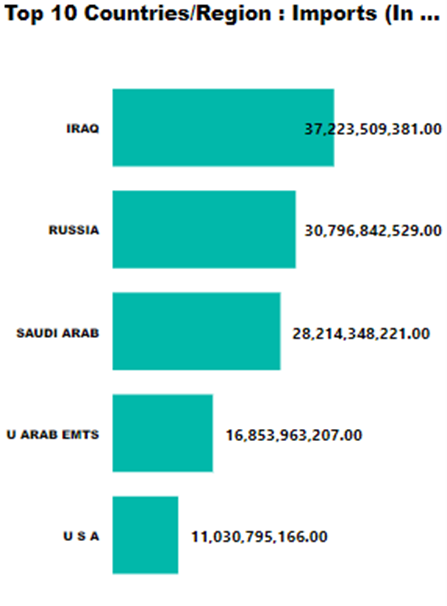 Top 10 Countries/Region : Imports (In ...
IRAQ 37,223,509,381.00
RUSSIA 30,796,842,529.00
SAUDI ARAB 28,214,348,221.00
U ARAB EMTS 16,853,963,207.00
U S A 11,030,795,166.00